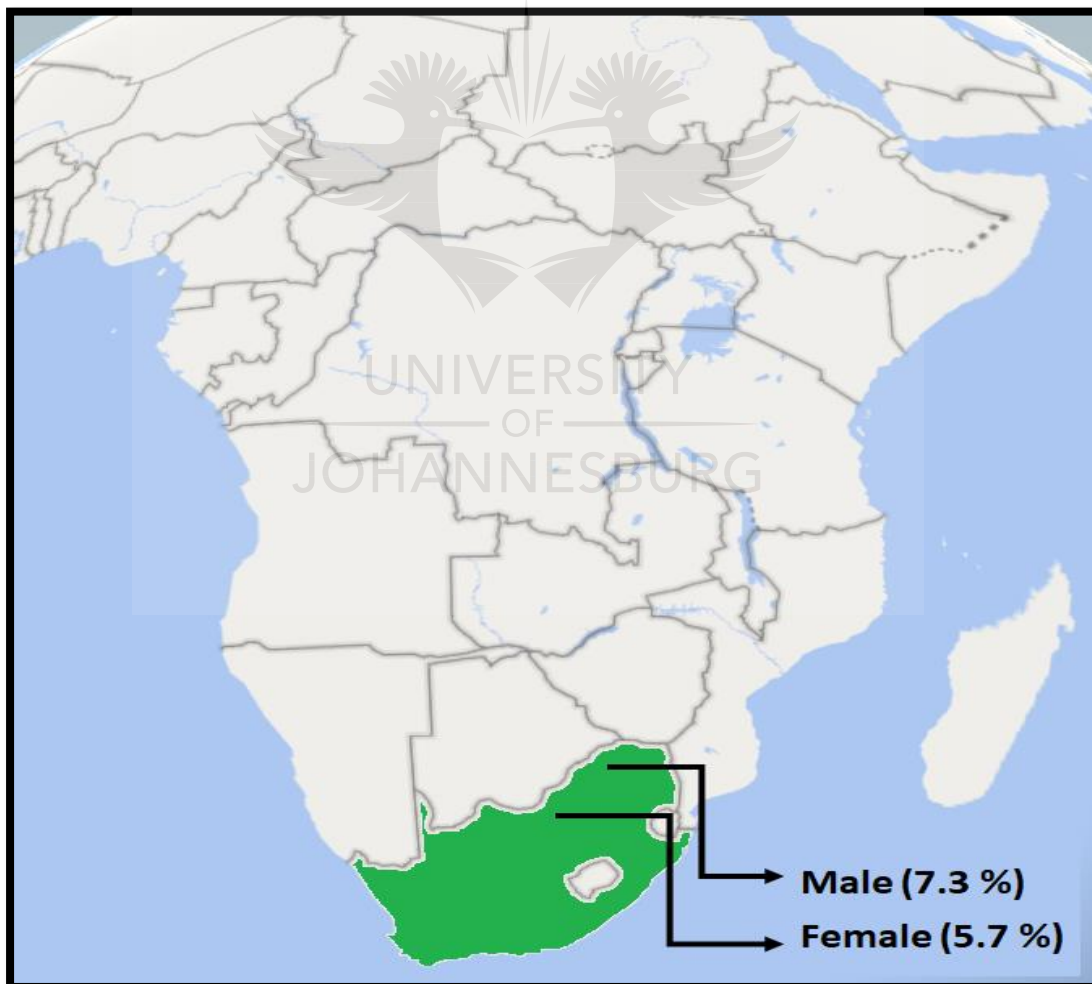 UNIVERSITY
OF
JOHANNESBURG
Male (7.3 %)
Female (5.7 %)